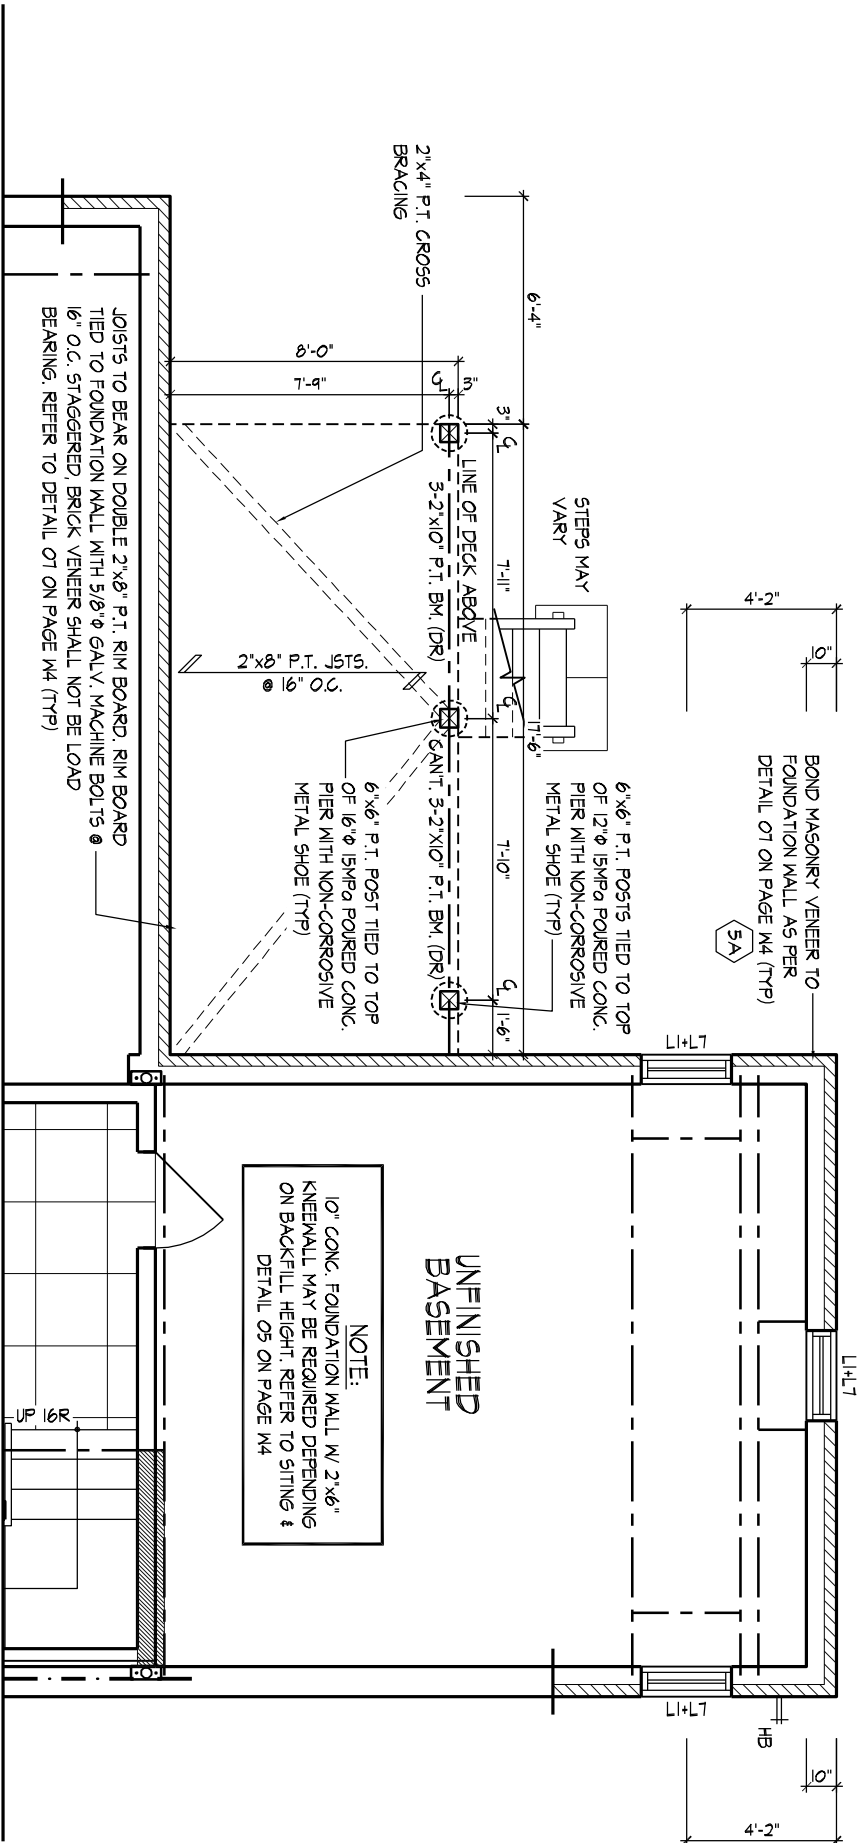 2"x4" P.T. CROSS
BRACING
6'-4"
8'-0"
7'-9"
C
L
3"
3"
C
L
LINE OF DECK ABOVE
3-2"x10" P.T. BM. (DR)
7'-11"
STEPS MAY
VARY
4'-2"
10"
2"x8" P.T. JSTS.
@ 16" O.C.
C
L
7'-6"
CANT. 3-2"x10" P.T. BM. (DR)
7'-10"
C
L
1'-6"
JOISTS TO BEAR ON DOUBLE 2"x8" P.T. RIM BOARD. RIM BOARD
TIED TO FOUNDATION WALL WITH 5/8"Φ GALV. MACHINE BOLTS @
16" O.C. STAGGERED, BRICK VENEER SHALL NOT BE LOAD
BEARING. REFER TO DETAIL 07 ON PAGE W4 (TYP)
6"x6" P.T. POST TIED TO TOP
OF 16"Φ 15MPa POURED CONC.
PIER WITH NON-CORROSIVE
METAL SHOE (TYP)
6"x6" P.T. POSTS TIED TO TOP
OF 12"Φ 15MPa POURED CONC.
PIER WITH NON-CORROSIVE
METAL SHOE (TYP)
BOND MASONRY VENEER TO
FOUNDATION WALL AS PER
DETAIL 07 ON PAGE W4 (TYP)
5A
L1+L7
L1+L7
UNFINISHED
BASEMENT
NOTE:
10" CONC. FOUNDATION WALL W/ 2"x6"
KNEEWALL MAY BE REQUIRED DEPENDING
ON BACKFILL HEIGHT. REFER TO SITING &
DETAIL 05 ON PAGE W4
UP 16R
L1+L7
HB
10"
4'-2"